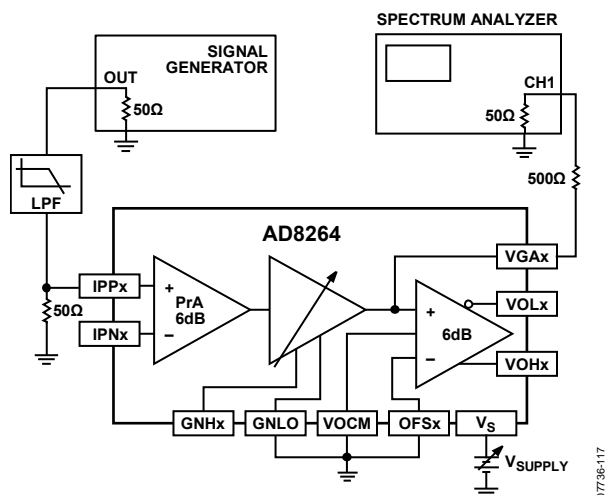 SPECTRUM ANALYZER
SIGNAL
GENERATOR
OUT
50Ω
CH1
50Ω
500Ω
LPF
AD8264
VGAx
IPPx
+
PrA
6dB
–
50Ω
IPNx
+
6dB
–
VOLx
VOHx
GNHx
GNLO
VOCM
OFSx
VS
VSUPPLY
17736-117